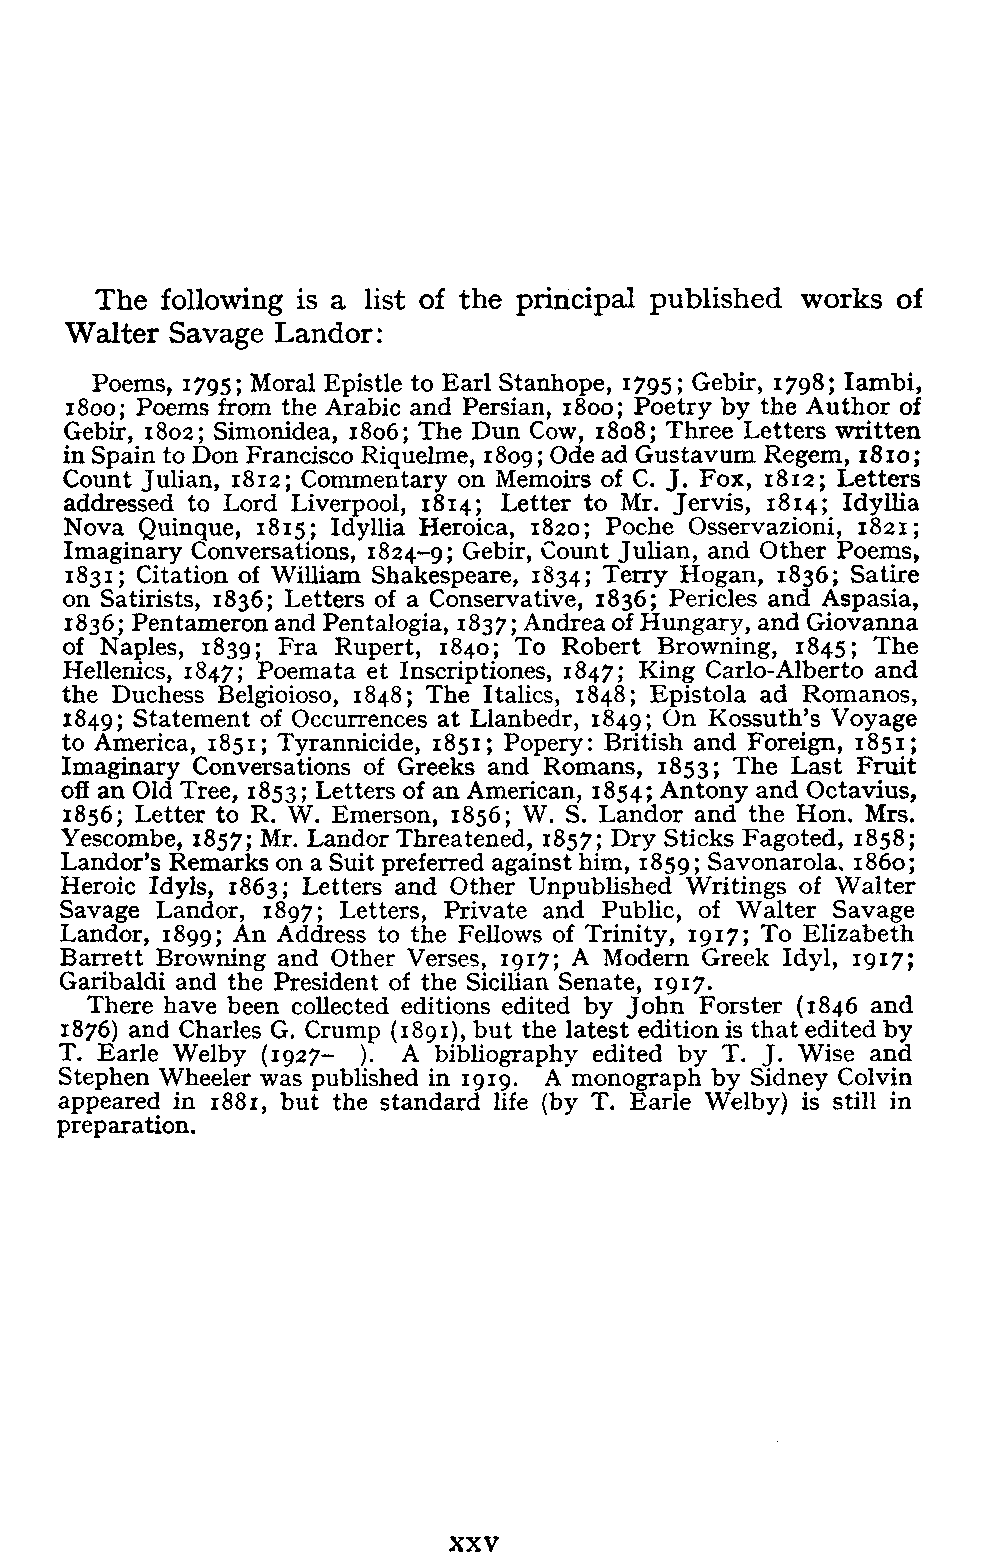 The following is a list of the principal published works of
Walter Savage Landor:
Poems, 1795; Moral Epistle to Earl Stanhope, 1795; Gebir, 1798; Iambi,
1800; Poems from the Arabic and Persian, 1800; Poetry by the Author of
Gebir, 1802; Simonidea, 1806; The Dun Cow, 1808; Three Letters written
in Spain to Don Francisco Riquelme, 1809; Ode ad Gustavum Regem, 1810;
Count Julian, 1812; Commentary on Memoirs of C. J. Fox, 1812; Letters
addressed to Lord Liverpool, 1814; Letter to Mr. Jervis, 1814; Idyllia
Nova Quinque, 1815; Idyllia Heroica, 1820; Poche Osservazioni, 1821;
Imaginary Conversations, 1824–9; Gebir, Count Julian, and Other Poems,
1831; Citation of William Shakespeare, 1834; Terry Hogan, 1836; Satire
on Satirists, 1836; Letters of a Conservative, 1836; Pericles and Aspasia,
1836; Pentameron and Pentalogia, 1837; Andrea of Hungary, and Giovanna
of Naples, 1839; Fra Rupert, 1840; To Robert Browning, 1845; The
Hellenics, 1847; Poemata et Inscriptiones, 1847; King Carlo-Alberto and
the Duchess Belgioioso, 1848; The Italics, 1848; Epistola ad Romanos,
1849; Statement of Occurrences at Llanbedr, 1849; On Kossuth's Voyage
to America, 1851; Tyrannicide, 1851; Popery: British and Foreign, 1851;
Imaginary Conversations of Greeks and Romans, 1853; The Last Fruit
off an Old Tree, 1853; Letters of an American, 1854; Antony and Octavius,
1856; Letter to R. W. Emerson, 1856; W. S. Landor and the Hon. Mrs.
Yescombe, 1857; Mr. Landor Threatened, 1857; Dry Sticks Fagoted, 1858;
Landor's Remarks on a Suit preferred against him, 1859; Savonarola, 1860;
Heroic Idyls, 1863; Letters and Other Unpublished Writings of Walter
Savage Landor, 1897; Letters, Private and Public, of Walter Savage
Landor, 1899; An Address to the Fellows of Trinity, 1917; To Elizabeth
Barrett Browning and Other Verses, 1917; A Modern Greek Idyl, 1917;
Garibaldi and the President of the Sicilian Senate, 1917.
There have been collected editions edited by John Forster (1846 and
1876) and Charles G. Crump (1891), but the latest edition is that edited by
T. Earle Welby (1927– ). A bibliography edited by T. J. Wise and
Stephen Wheeler was published in 1919. A monograph by Sidney Colvin
appeared in 1881, but the standard life (by T. Earle Welby) is still in
preparation.
xxv